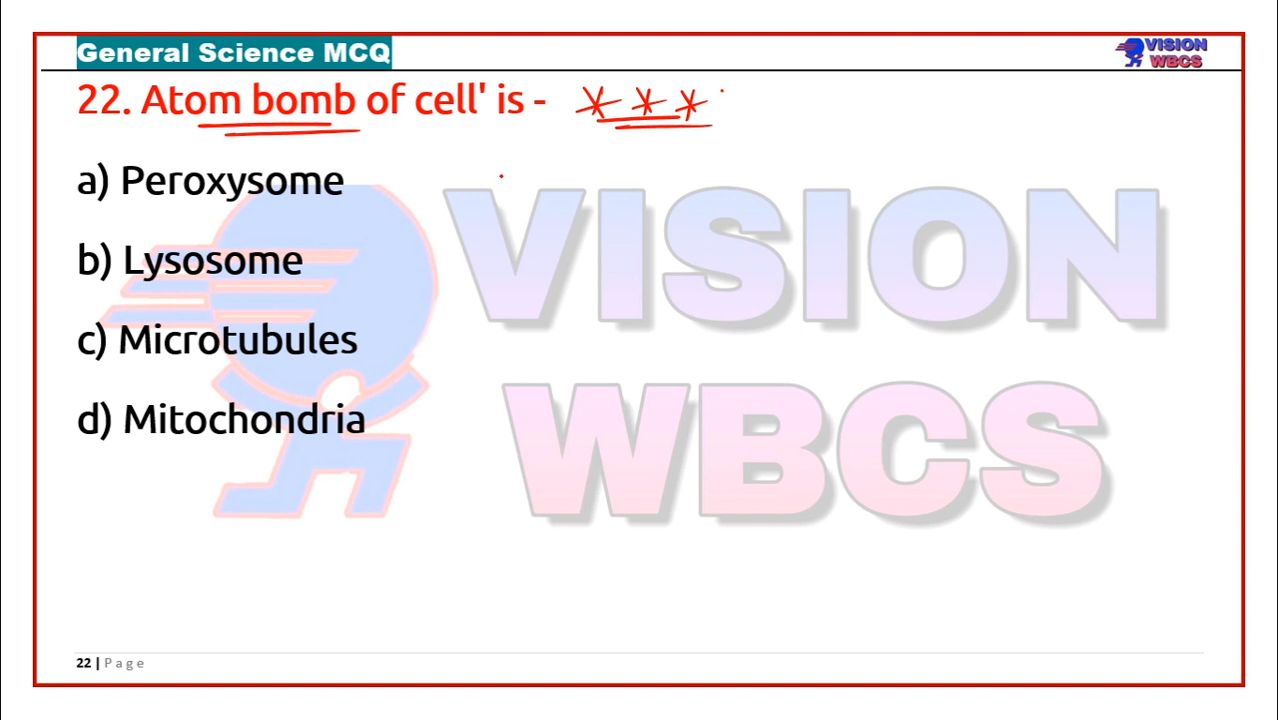 General Science MCQ
VISION
WBCS
22. Atom bomb of cell' is - ***
a) Peroxysome
b) Lysosome
c) Microtubules
d) Mitochondria
VISION
WBCS
22 | Page